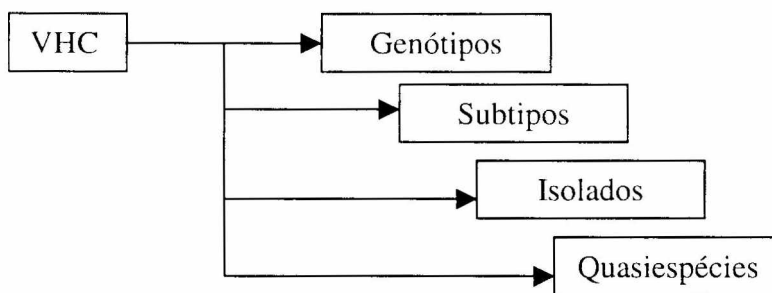 VHC
Genótipos
Subtipos
Isolados
Quasiespécies